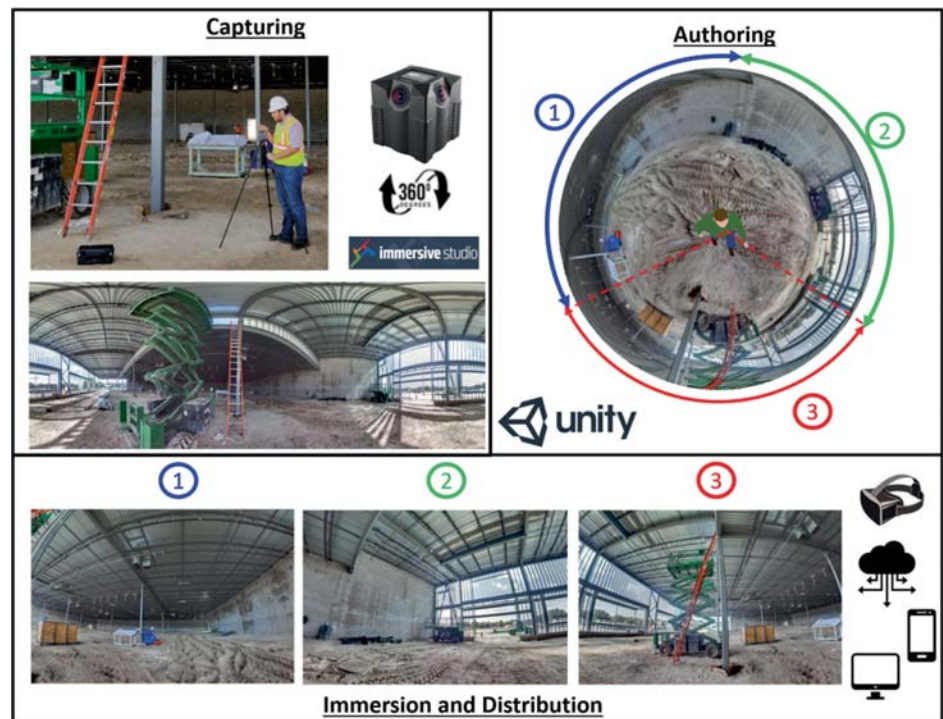 Capturing
360°
DEGREES
immersive studio
Authoring
1
2
3
unity
1
2
3
Immersion and Distribution